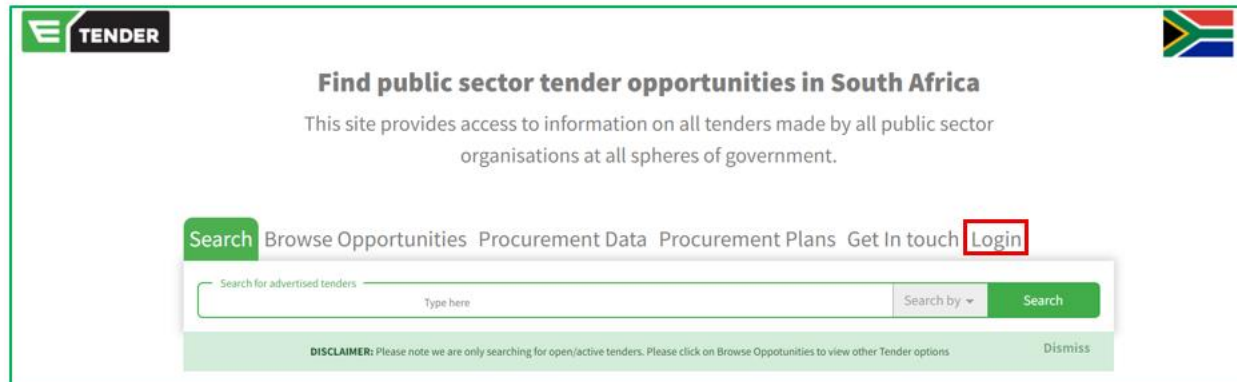 E TENDER
Find public sector tender opportunities in South Africa
This site provides access to information on all tenders made by all public sector
organisations at all spheres of government.
Search Browse Opportunities Procurement Data Procurement Plans Get In touch Login
Search for advertised tenders
Type here Search by Search
DISCLAIMER: Please note we are only searching for open/active tenders. Please click on Browse Oppotunities to view other Tender options Dismiss